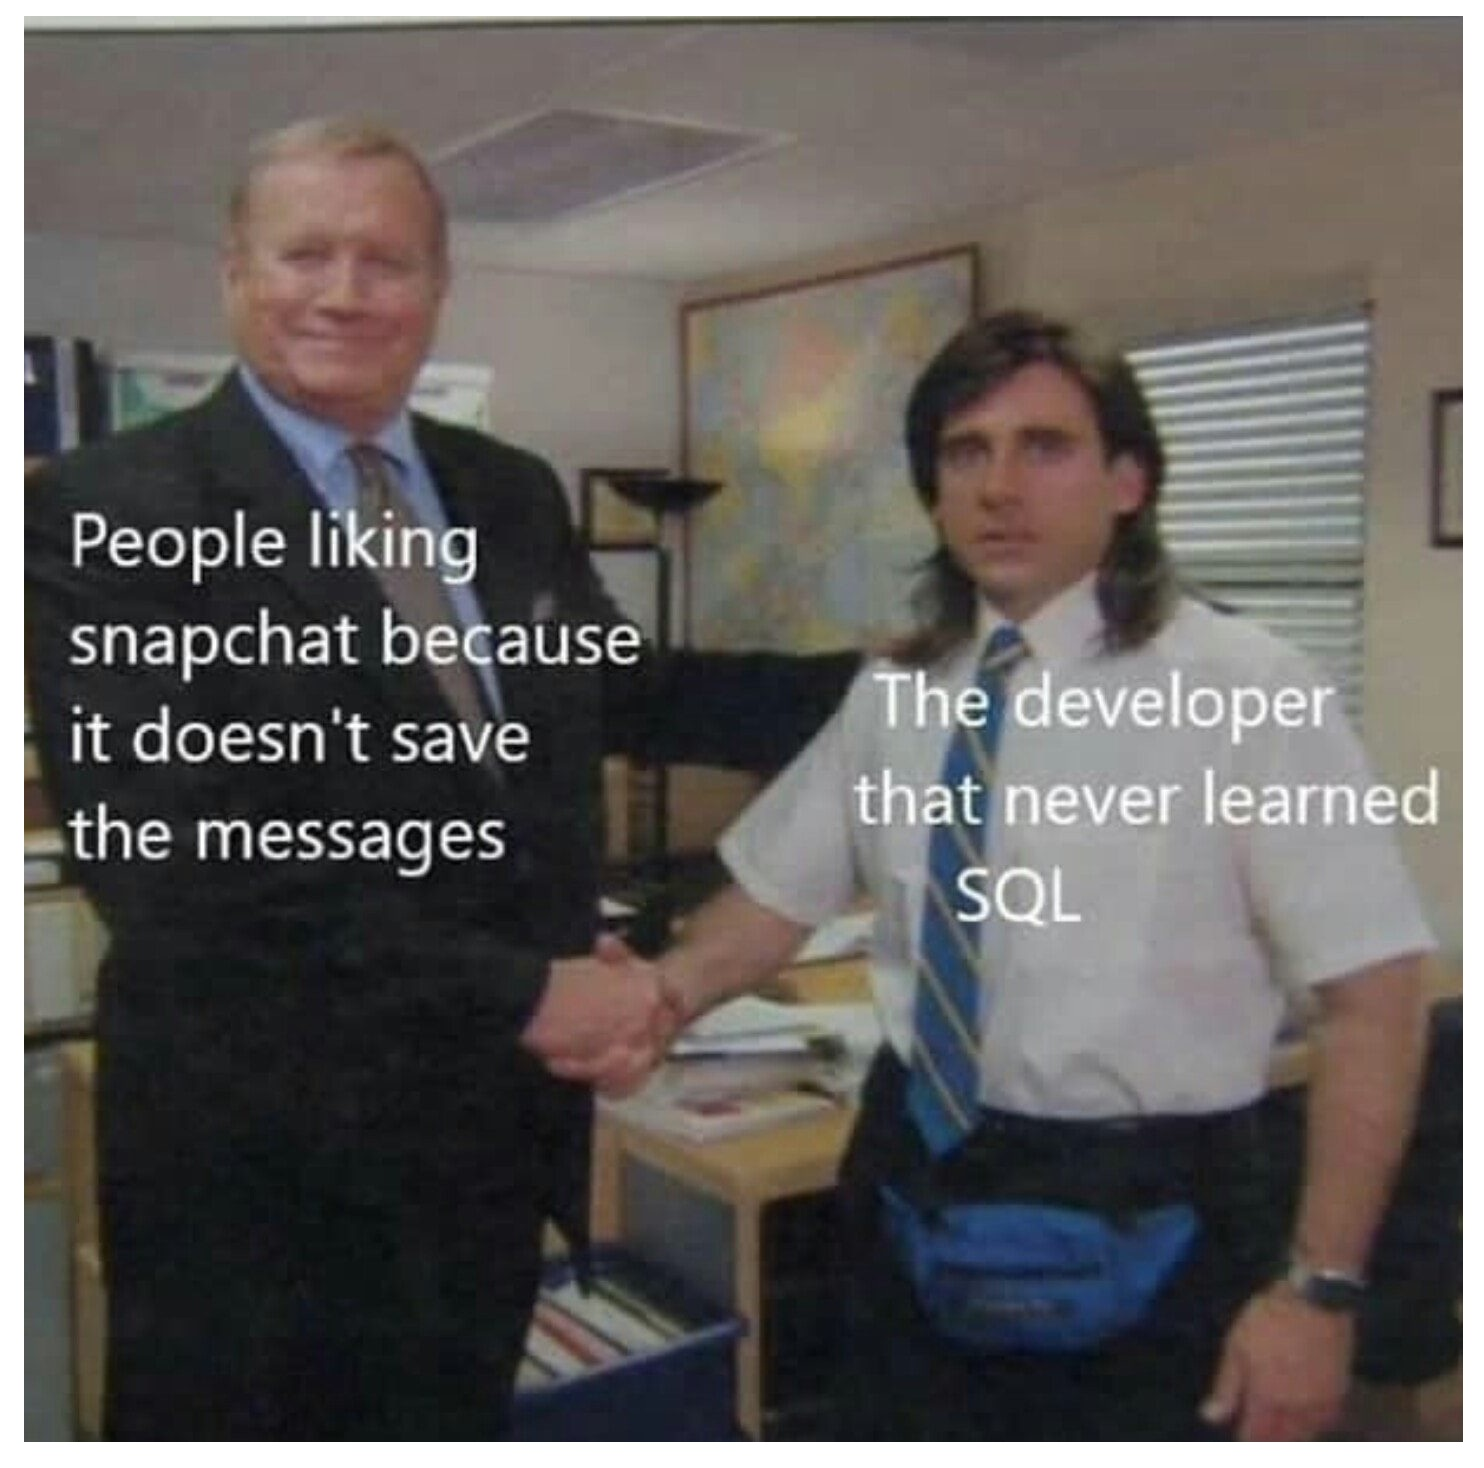 People liking
snapchat because
it doesn't save
the messages
The developer
that never learned
SQL